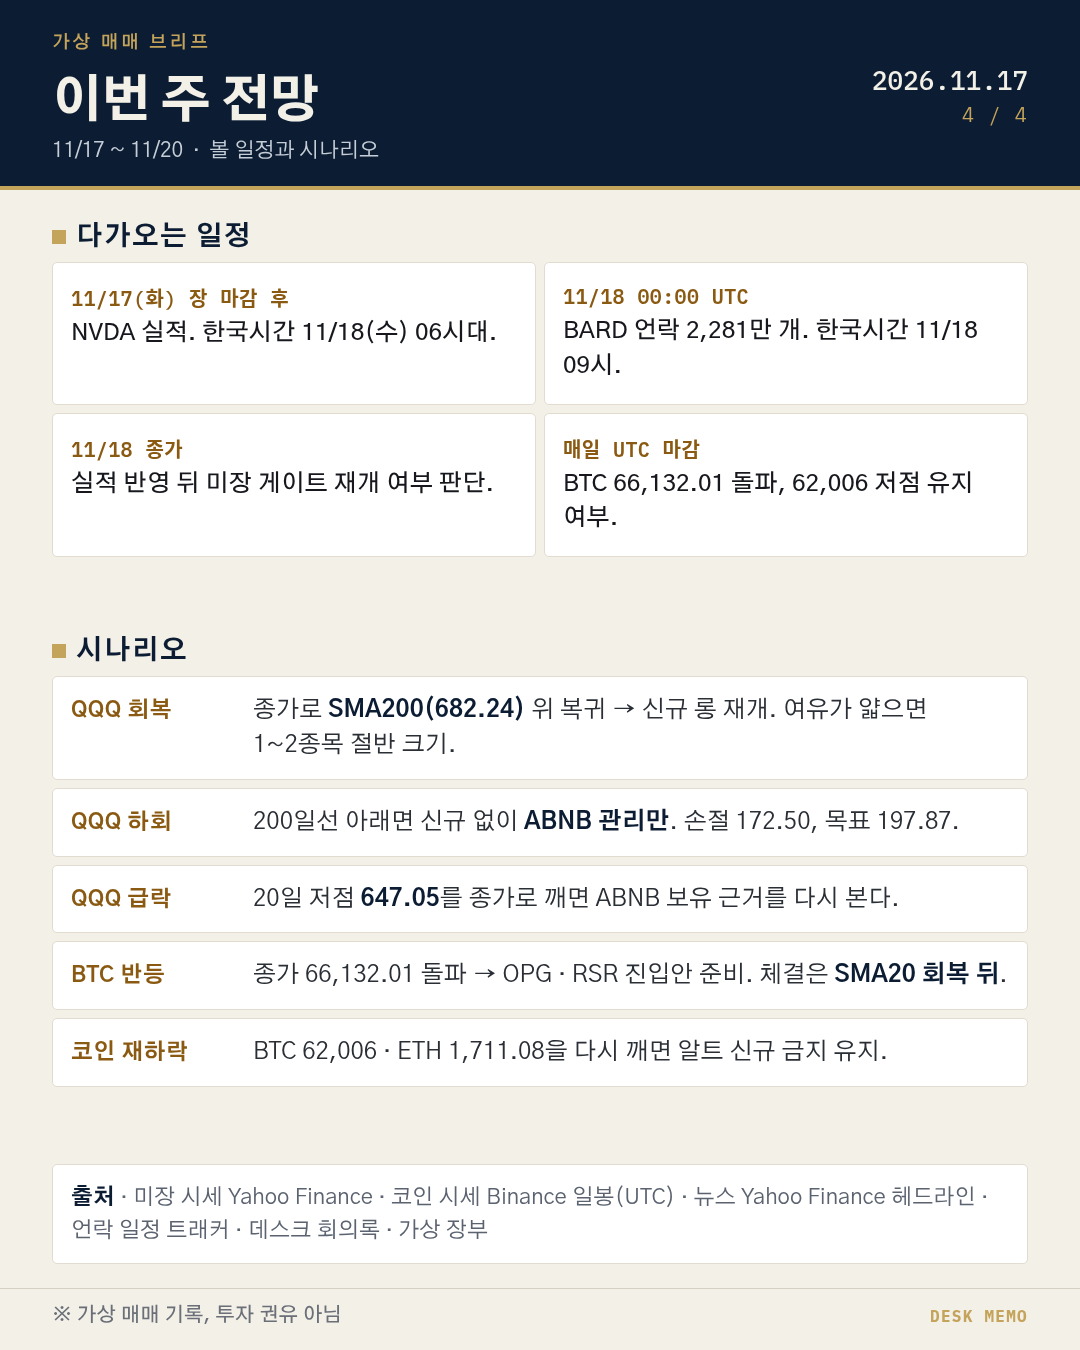 가상 매매 브리프
이번 주 전망
11/17 ~ 11/20 · 볼 일정과 시나리오
2026.11.17
4 / 4
다가오는 일정
11/17(화) 장 마감 후
NVDA 실적. 한국시간 11/18(수) 06시대.
11/18 00:00 UTC
BARD 언락 2,281만 개. 한국시간 11/18
09시.
11/18 종가
실적 반영 뒤 미장 게이트 재개 여부 판단.
매일 UTC 마감
BTC 66,132.01 돌파, 62,006 저점 유지
여부.
시나리오
QQQ 회복
종가로 SMA200(682.24) 위 복귀 → 신규 롱 재개. 여유가 얇으면
1~2종목 절반 크기.
QQQ 하회
200일선 아래면 신규 없이 ABNB 관리만. 손절 172.50, 목표 197.87.
QQQ 급락
20일 저점 647.05를 종가로 깨면 ABNB 보유 근거를 다시 본다.
BTC 반등
종가 66,132.01 돌파 → OPG · RSR 진입안 준비. 체결은 SMA20 회복 뒤.
코인 재하락
BTC 62,006 · ETH 1,711.08을 다시 깨면 알트 신규 금지 유지.
출처 · 미장 시세 Yahoo Finance · 코인 시세 Binance 일봉(UTC) · 뉴스 Yahoo Finance 헤드라인 ·
언락 일정 트래커 · 데스크 회의록 · 가상 장부
※ 가상 매매 기록, 투자 권유 아님
DESK MEMO